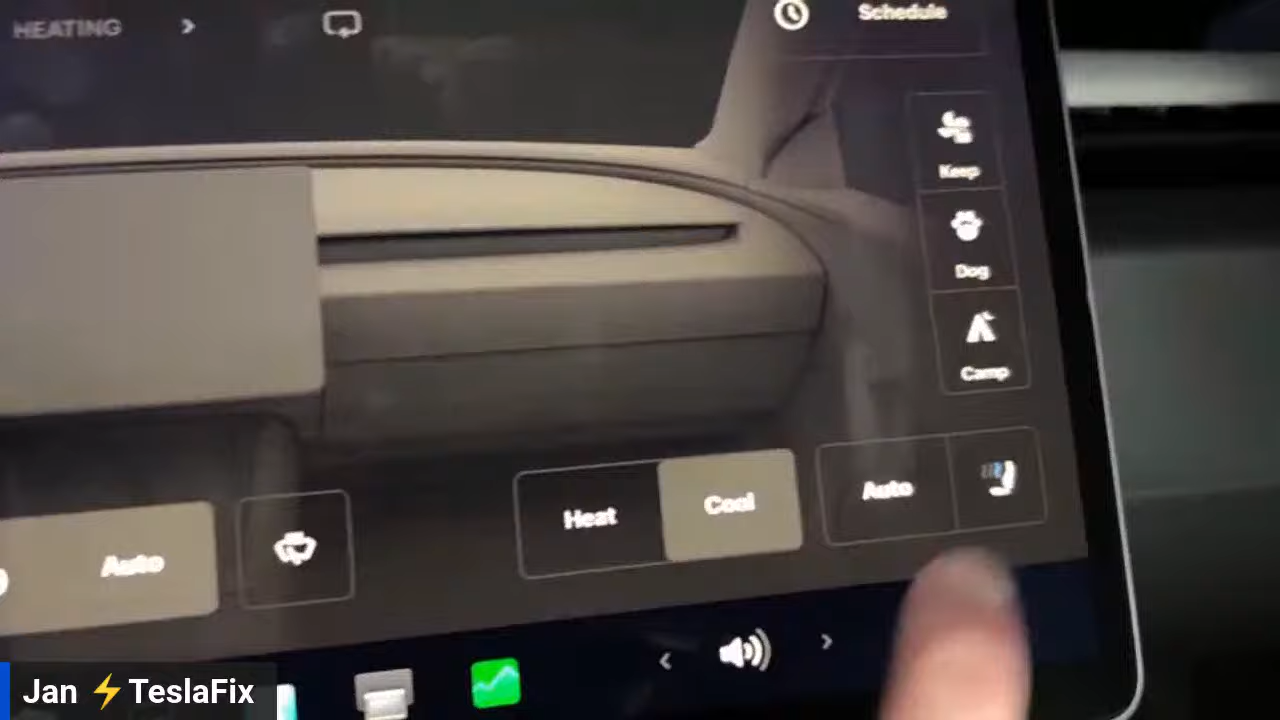 HEATING
Schedule
Keep
Dog
Camp
Heat
Cool
Auto
Auto
Jan ⚡TeslaFix